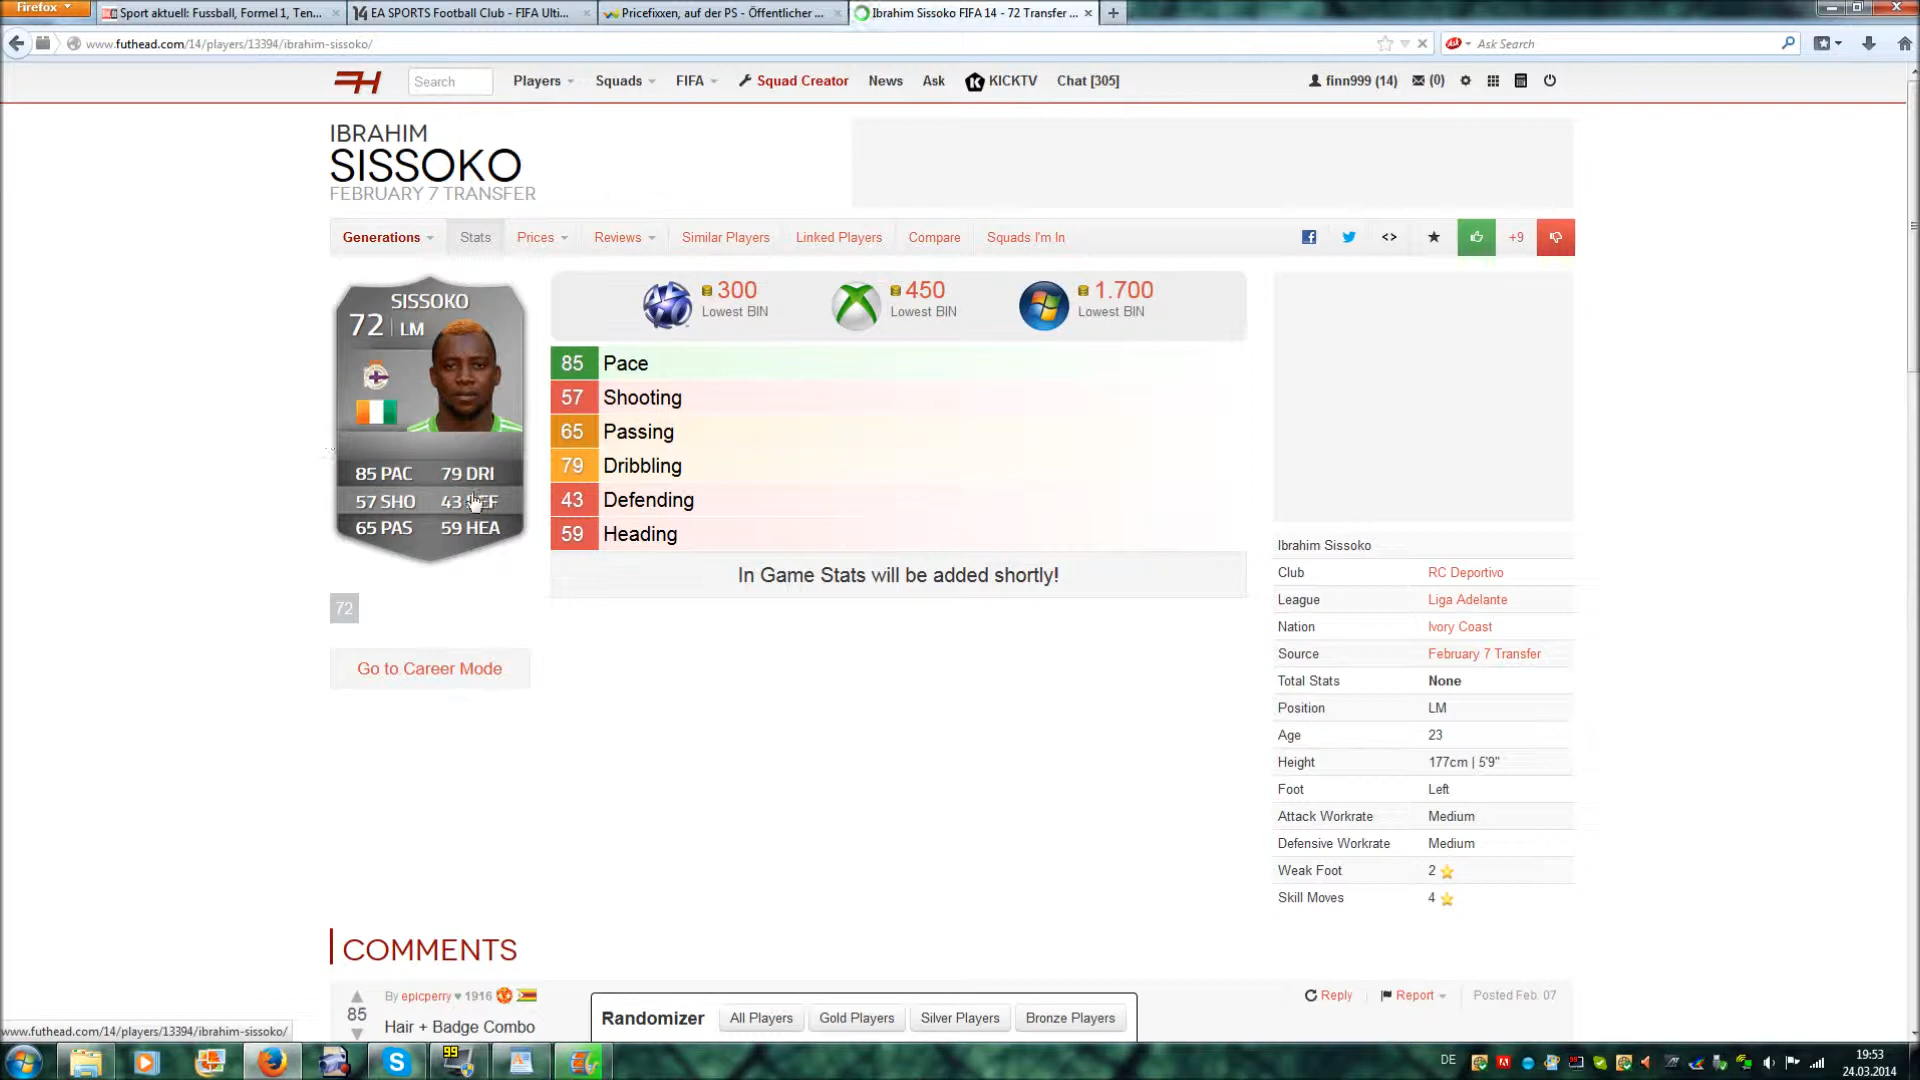 Firefox
Sport aktuell: Fussball, Formel 1, Ten...
14 EA SPORTS Football Club - FIFA Ulti...
Pricefixxen, auf der PS - Öffentlicher ...
Ibrahim Sissoko FIFA 14 - 72 Transfer ...
www.futhead.com/14/players/13394/ibrahim-sissoko/
Ask Search
Search
Players
Squads
FIFA
Squad Creator
News
Ask
KICKTV
Chat [305]
finn999 (14)
(0)
IBRAHIM
SISSOKO
FEBRUARY 7 TRANSFER
Generations
Stats
Prices
Reviews
Similar Players
Linked Players
Compare
Squads I'm In
+9
SISSOKO
72 LM
85 PAC 79 DRI
57 SHO 43
65 PAS 59 HEA
72
Go to Career Mode
300
Lowest BIN
450
Lowest BIN
1.700
Lowest BIN
85 Pace
57 Shooting
65 Passing
79 Dribbling
43 Defending
59 Heading
In Game Stats will be added shortly!
Ibrahim Sissoko
Club RC Deportivo
League Liga Adelante
Nation Ivory Coast
Source February 7 Transfer
Total Stats None
Position LM
Age 23
Height 177cm | 5'9"
Foot Left
Attack Workrate Medium
Defensive Workrate Medium
Weak Foot 2
Skill Moves 4
COMMENTS
85
By epicperry ♥ 1916
Hair + Badge Combo
Reply
Report
Posted Feb. 07
Randomizer
All Players
Gold Players
Silver Players
Bronze Players
www.futhead.com/14/players/13394/ibrahim-sissoko/
99
DE
19:53
24.03.2014